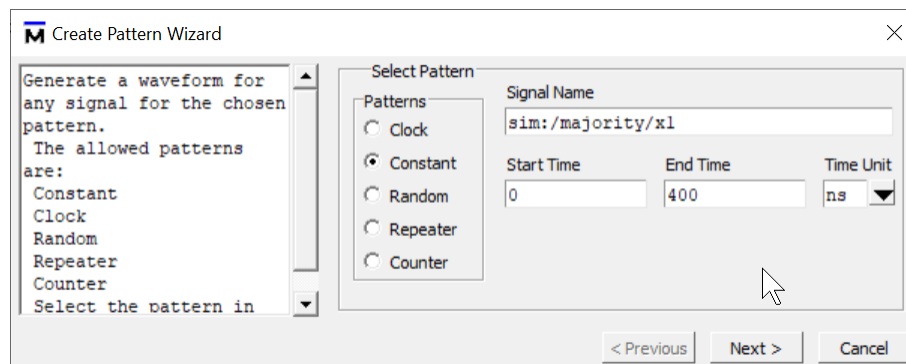 Create Pattern Wizard
Generate a waveform for
any signal for the chosen
pattern.
The allowed patterns
are:
Constant
Clock
Random
Repeater
Counter
Select the pattern in
Select Pattern
Patterns
Clock
Constant
Random
Repeater
Counter
Signal Name
sim:/majority/x1
Start Time End Time Time Unit
0 400 ns
< Previous Next > Cancel